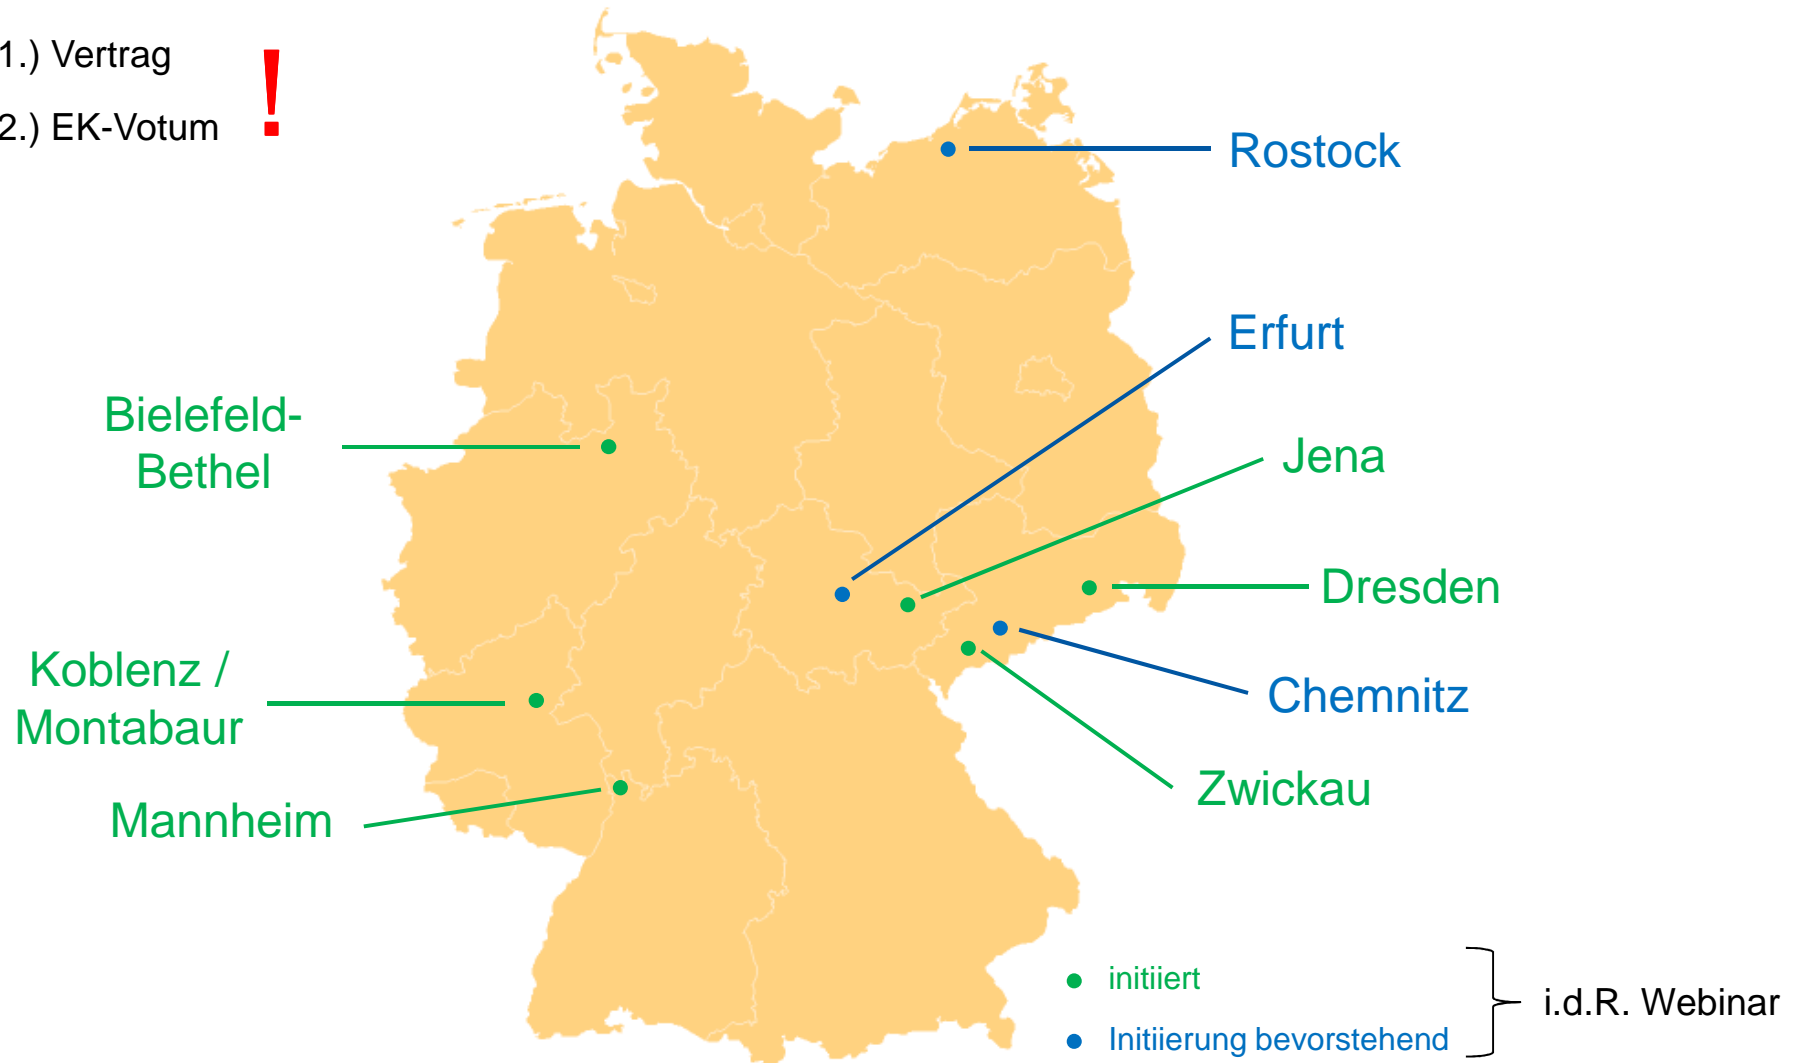 1.) Vertrag
!
2.) EK-Votum
Rostock
Erfurt
Bielefeld-
Bethel
Jena
Dresden
Koblenz /
Montabaur
Chemnitz
Zwickau
Mannheim
initiiert
Initiierung bevorstehend
i.d.R. Webinar